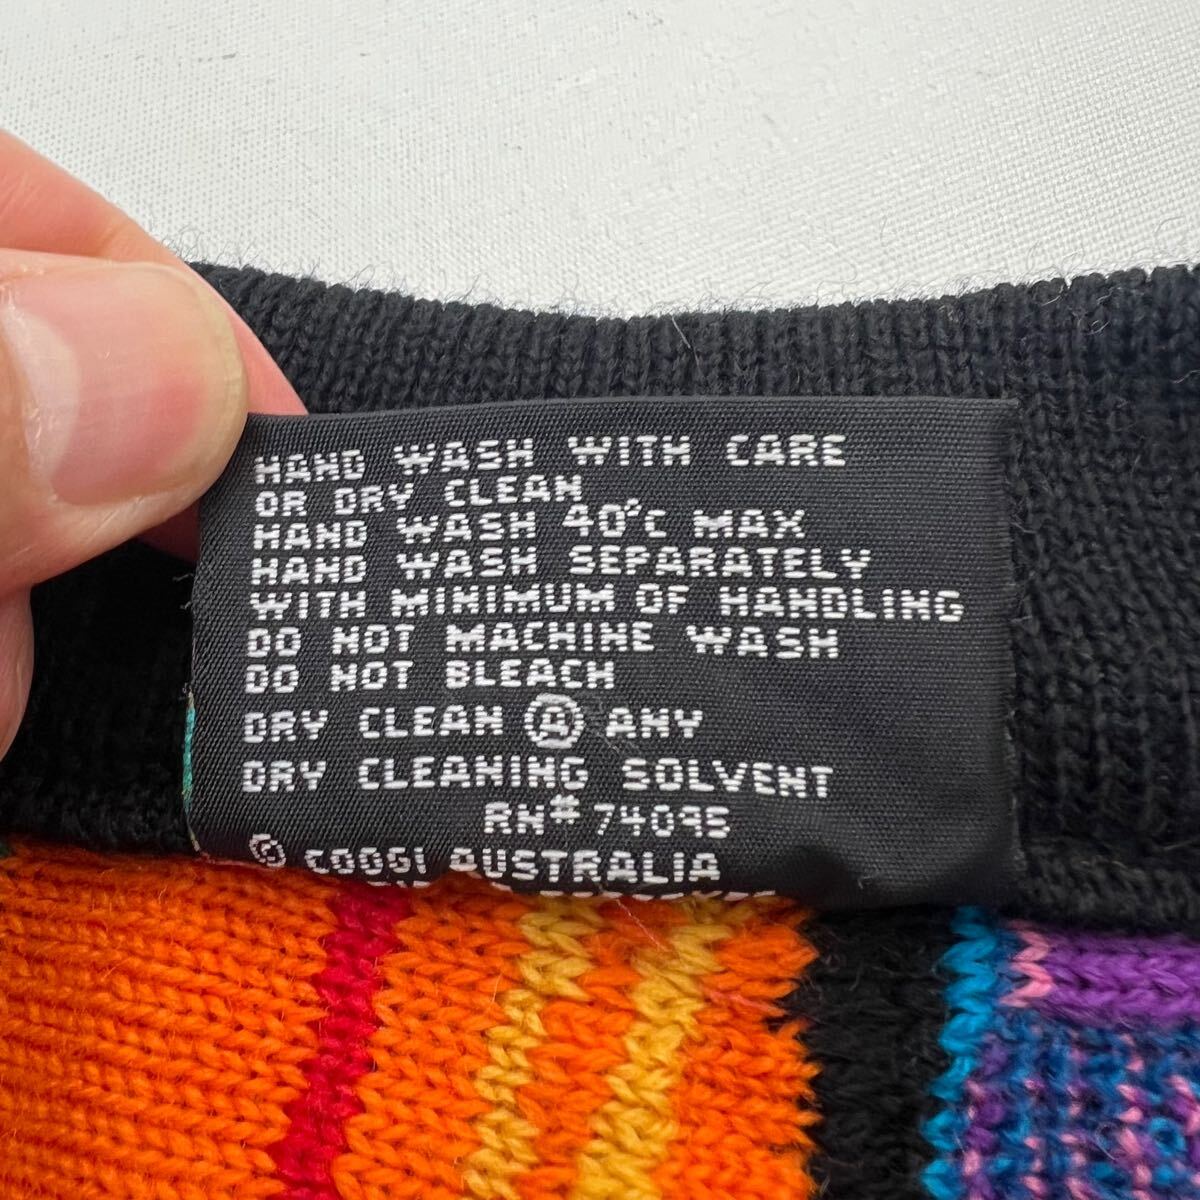 HAND WASH WITH CARE
OR DRY CLEAN
HAND WASH 40°C MAX
HAND WASH SEPARATELY
WITH MINIMUM OF HANDLING
DO NOT MACHINE WASH
DO NOT BLEACH
DRY CLEAN Ⓐ ANY
DRY CLEANING SOLVENT
RN# 74095
© COOGI AUSTRALIA